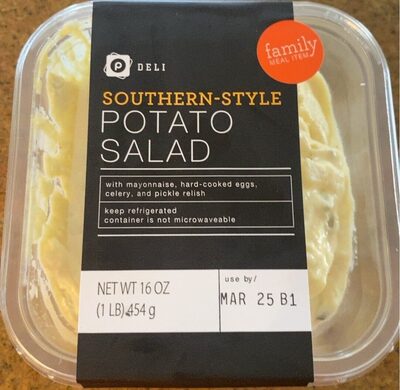 P DELI
family
MEAL ITEM
SOUTHERN-STYLE
POTATO
SALAD
with mayonnaise, hard-cooked eggs,
celery, and pickle relish
keep refrigerated
container is not microwaveable
NET WT 16 OZ
(1 LB) 454 g
use by/
MAR 25 B1